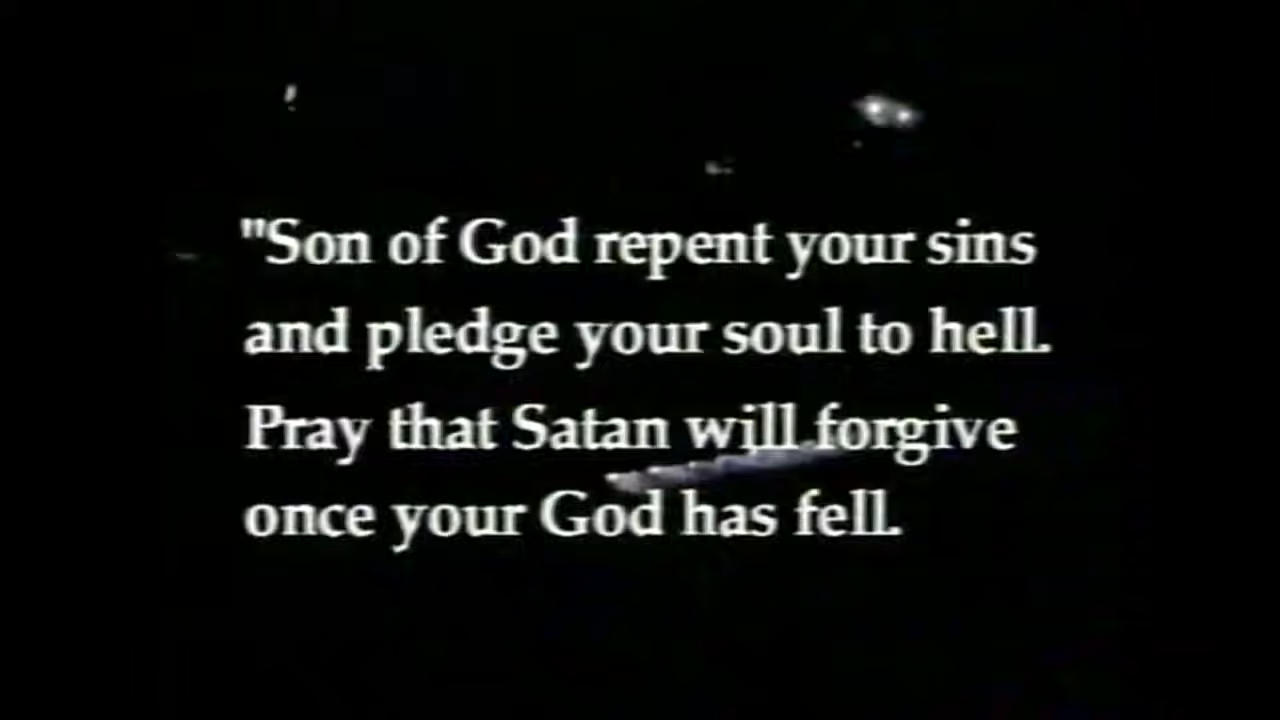 "Son of God repent your sins
and pledge your soul to hell.
Pray that Satan will forgive
once your God has fell.